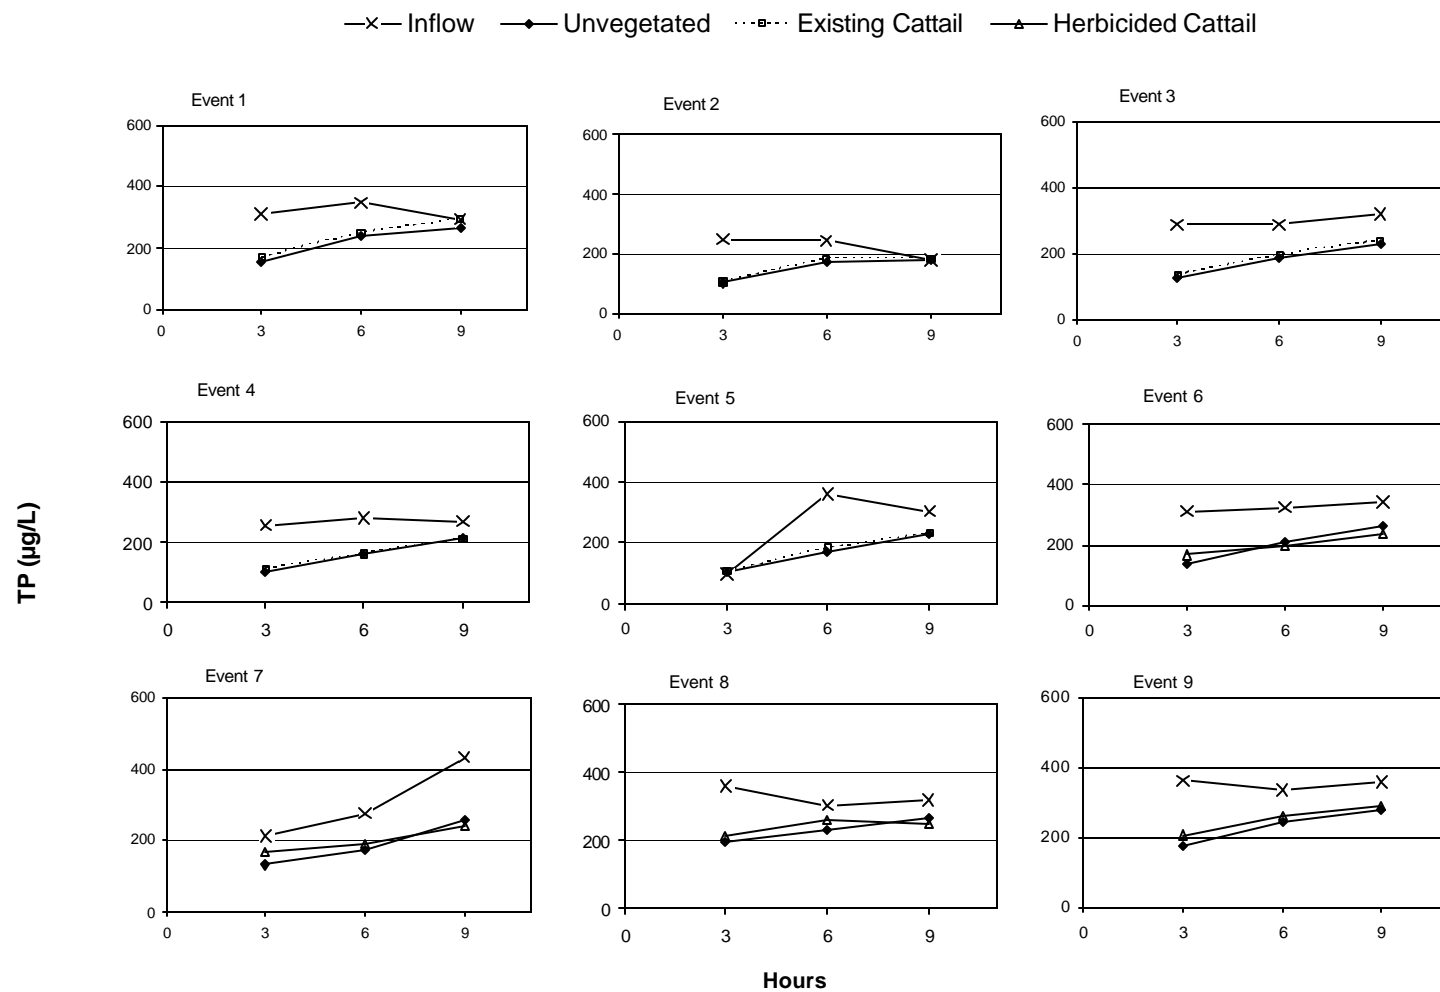 Inflow Unvegetated Existing Cattail Herbicided Cattail
Event 1
600
400
200
0
0 3 6 9
Event 2
600
400
200
0
0 3 6 9
Event 3
600
400
200
0
0 3 6 9
Event 4
600
400
200
0
0 3 6 9
Event 5
600
400
200
0
0 3 6 9
Event 6
600
400
200
0
0 3 6 9
Event 7
600
400
200
0
0 3 6 9
Event 8
600
400
200
0
0 3 6 9
Event 9
600
400
200
0
0 3 6 9
TP (µg/L)
Hours